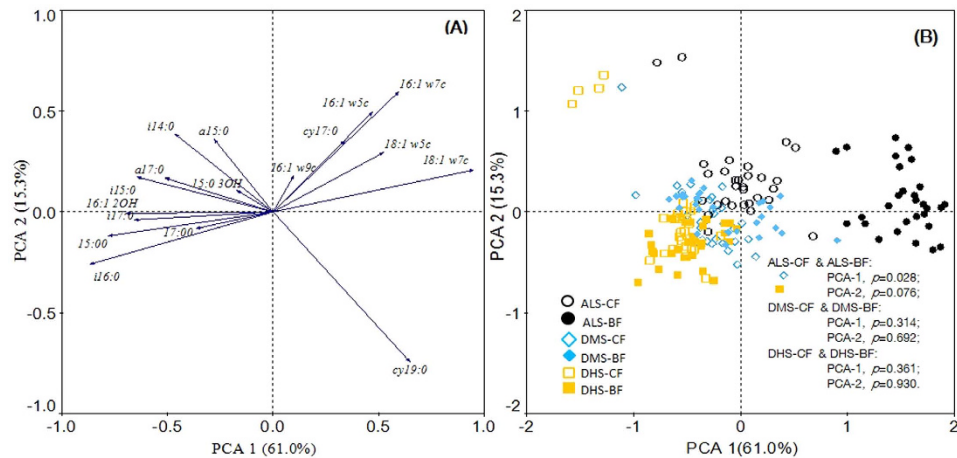 (A)
PCA 2 (15.3%)
1.0
0.5
0.0
-0.5
-1.0
16:1 w7c
16:1 w5c
cy17:0
18:1 w5c
18:1 w7c
16:1 w9c
a15:0
i14:0
a17:0
15:0 3OH
i15:0
16:1 2OH
i17:0
17:00
15:00
i16:0
cy19:0
-1.0 -0.5 0.0 0.5 1.0
PCA 1 (61.0%)
(B)
PCA 2 (15.3%)
2
1
0
-1
-2
ALS-CF
ALS-BF
DMS-CF
DMS-BF
DHS-CF
DHS-BF
ALS-CF & ALS-BF:
PCA-1, p=0.028;
PCA-2, p=0.076;
DMS-CF & DMS-BF:
PCA-1, p=0.314;
PCA-2, p=0.692;
DHS-CF & DHS-BF:
PCA-1, p=0.361;
PCA-2, p=0.930.
-2 -1 0 1 2
PCA 1(61.0%)